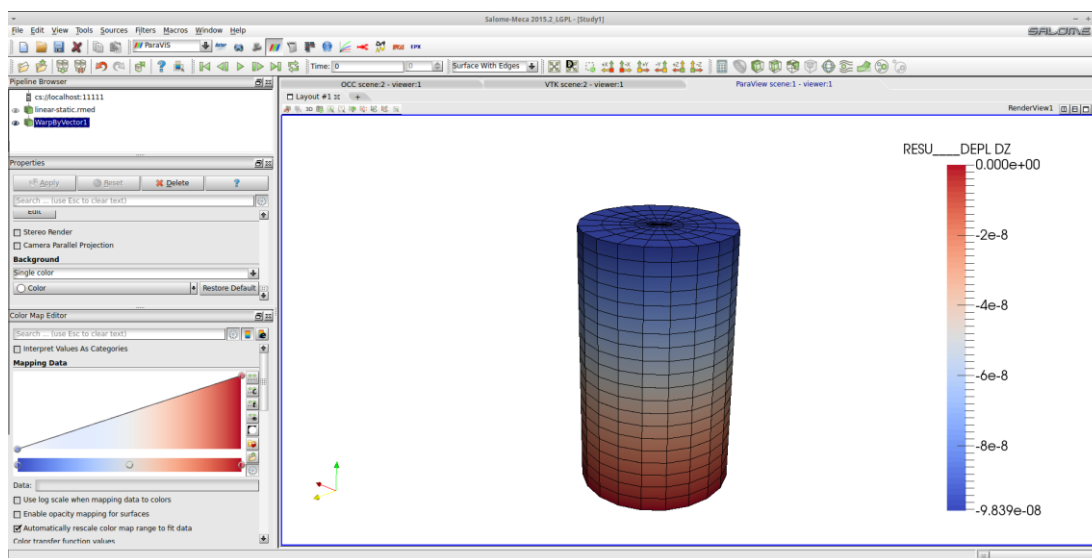 Salome-Meca 2015.2_LGPL - [Study1]
File Edit View Tools Sources Filters Macros Window Help
SALOME
ParaVIS
Time: 0
0
Surface With Edges
Pipeline Browser
OCC scene:2 - viewer:1
VTK scene:2 - viewer:1
ParaView scene:1 - viewer:1
cs://localhost:11111
linear-static.rmed
WarpByVector1
Layout #1
3D
RenderView1
Properties
Apply
Reset
Delete
?
Search ... (use Esc to clear text)
Edit
Stereo Render
Camera Parallel Projection
Background
Single color
Color
Restore Default
Color Map Editor
Search ... (use Esc to clear text)
Interpret Values As Categories
Mapping Data
Data:
Use log scale when mapping data to colors
Enable opacity mapping for surfaces
Automatically rescale color map range to fit data
Color transfer function values
RESU____DEPL DZ
0.000e+00
-2e-8
-4e-8
-6e-8
-8e-8
-9.839e-08